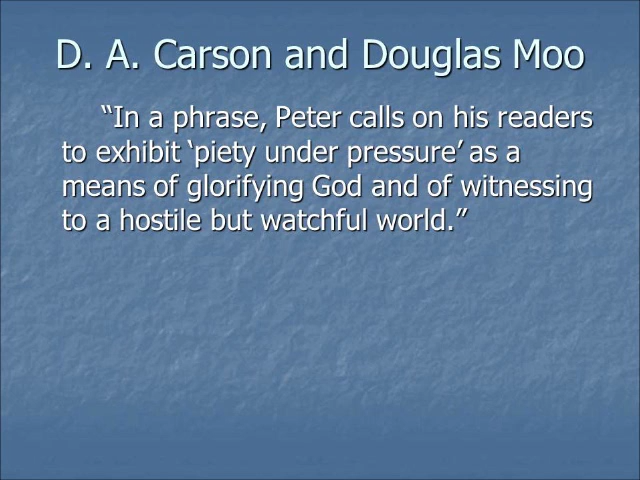 D. A. Carson and Douglas Moo
“In a phrase, Peter calls on his readers
to exhibit ‘piety under pressure’ as a
means of glorifying God and of witnessing
to a hostile but watchful world.”